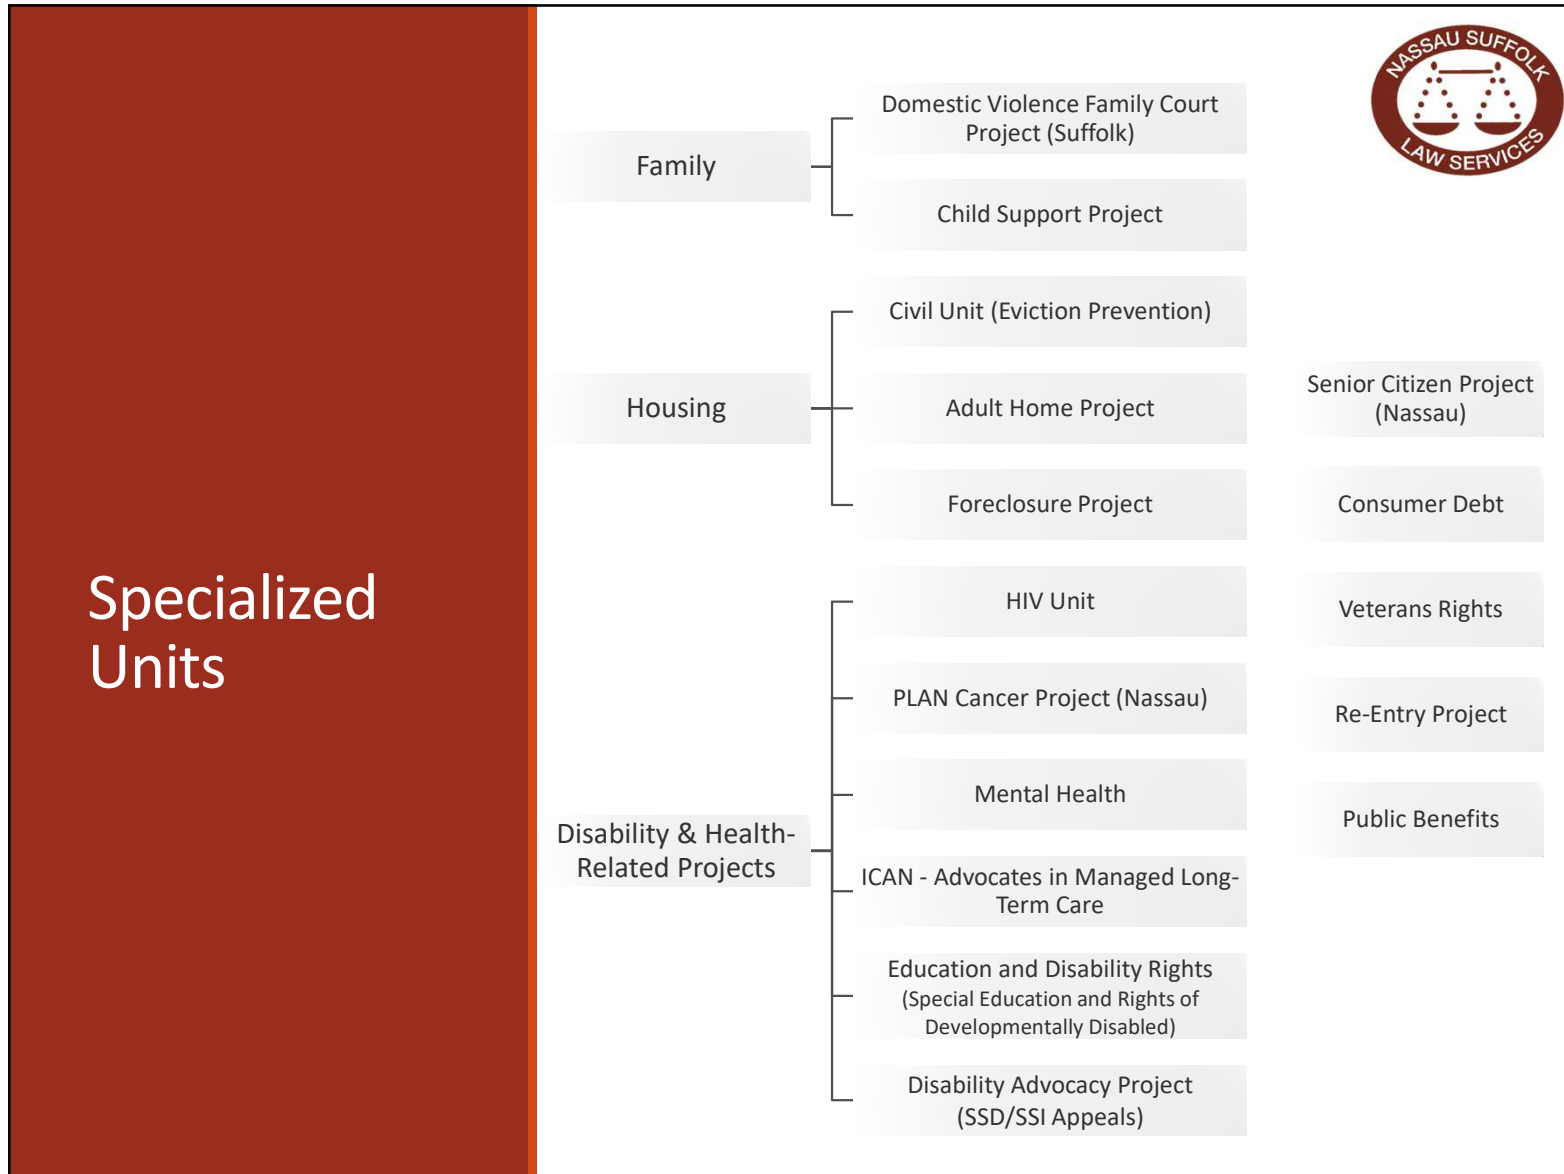 Specialized
Units
Family
Domestic Violence Family Court
Project (Suffolk)
Child Support Project
Housing
Civil Unit (Eviction Prevention)
Adult Home Project
Foreclosure Project
Disability & Health-
Related Projects
HIV Unit
PLAN Cancer Project (Nassau)
Mental Health
ICAN - Advocates in Managed Long-
Term Care
Education and Disability Rights
(Special Education and Rights of
Developmentally Disabled)
Disability Advocacy Project
(SSD/SSI Appeals)
NASSAU SUFFOLK
LAW SERVICES
Senior Citizen Project
(Nassau)
Consumer Debt
Veterans Rights
Re-Entry Project
Public Benefits